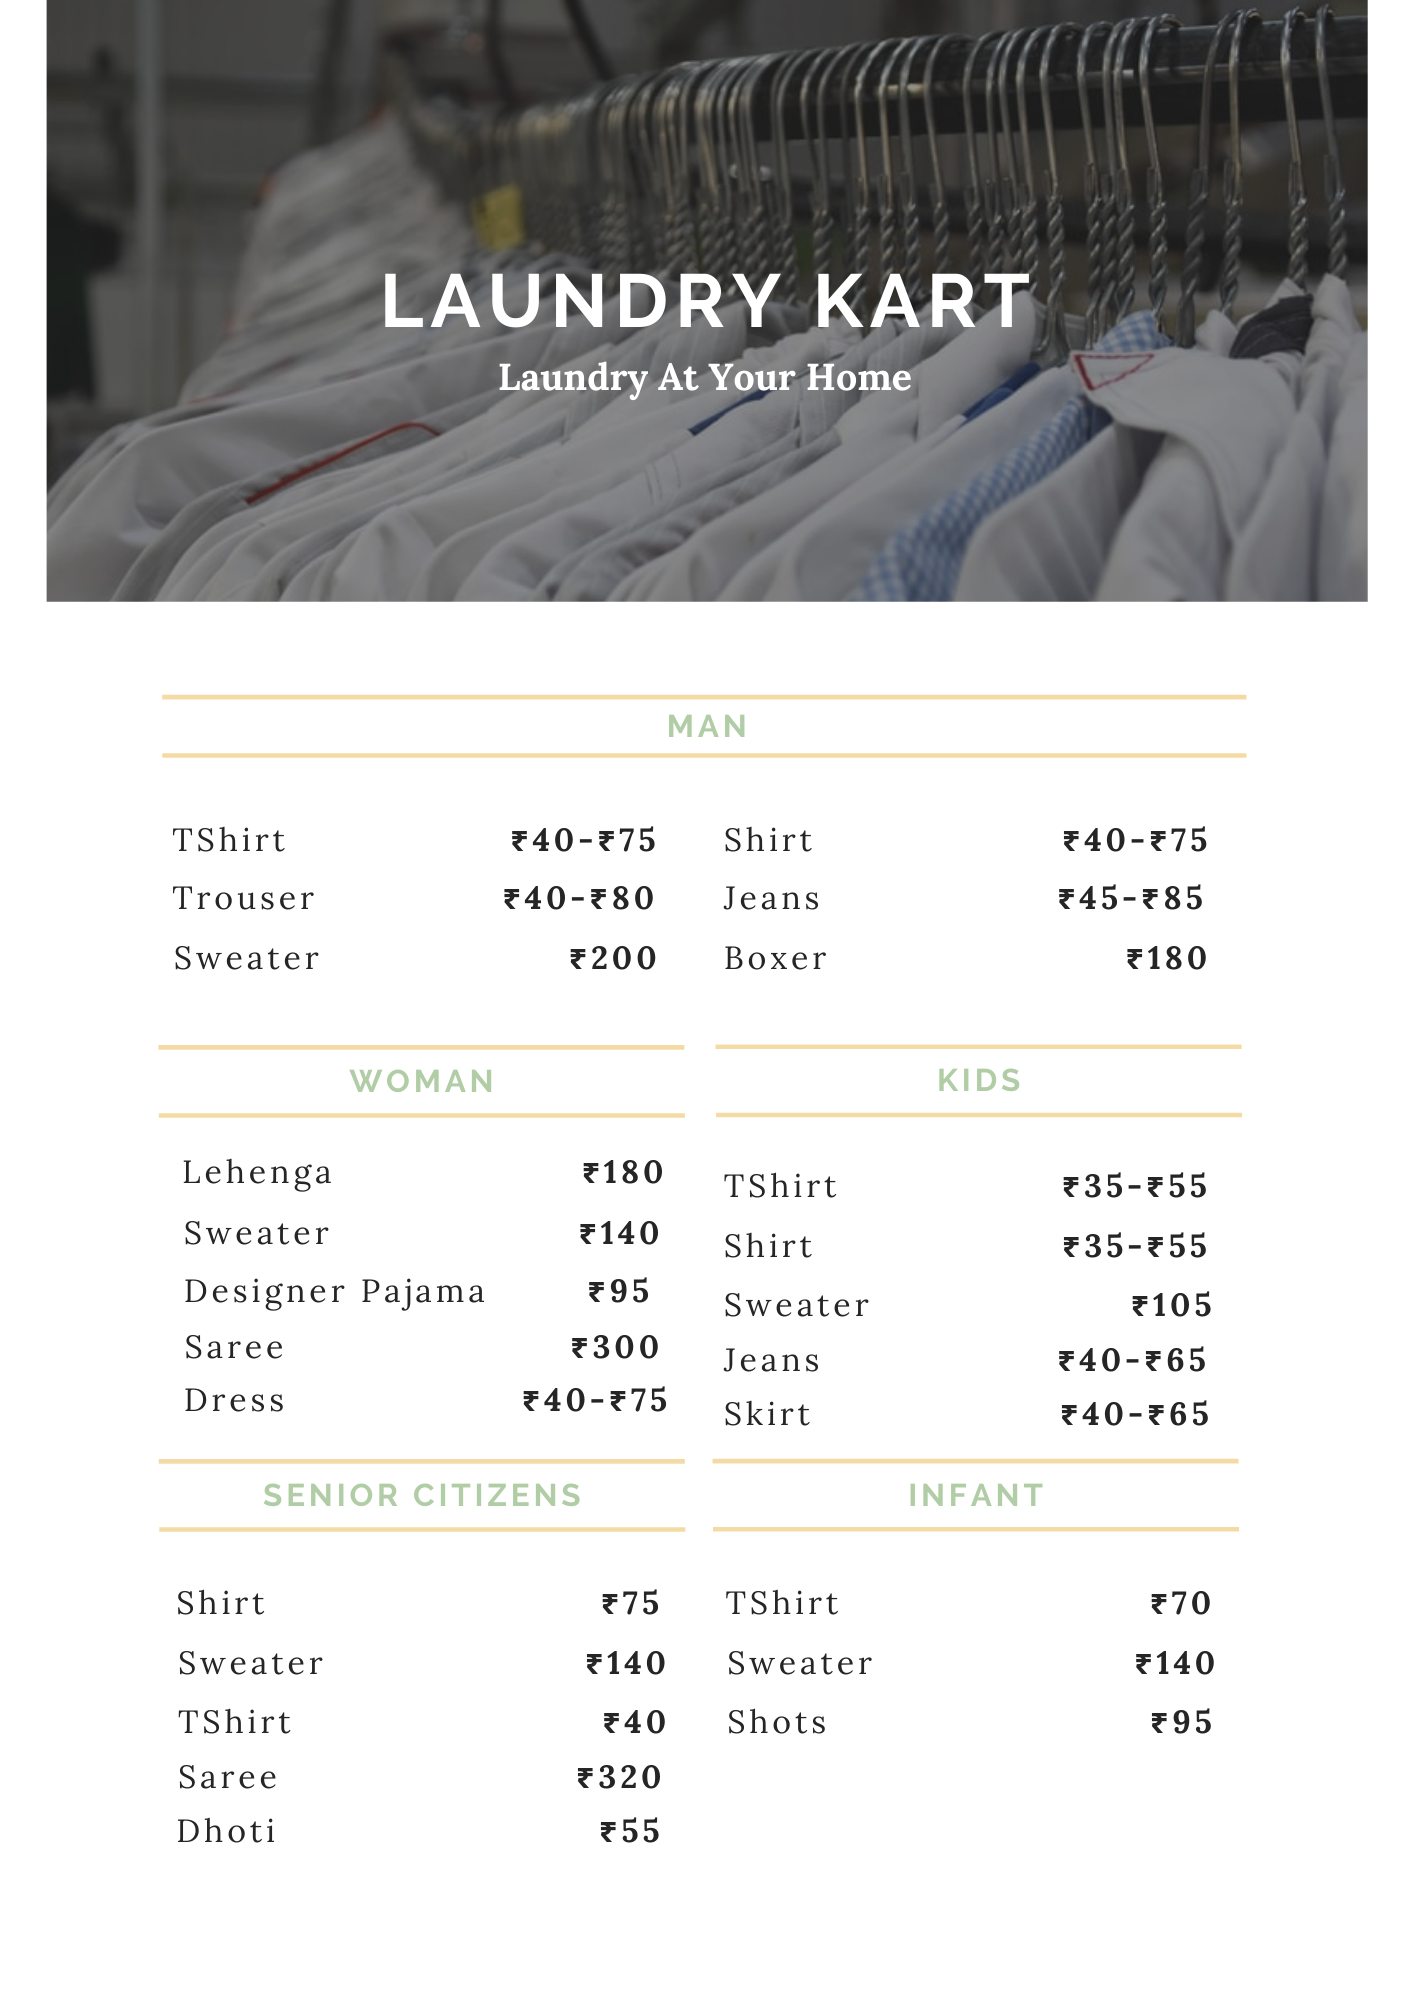 LAUNDRY KART
Laundry At Your Home
MAN
TShirt ₹40-₹75
Trouser ₹40-₹80
Sweater ₹200
Shirt ₹40-₹75
Jeans ₹45-₹85
Boxer ₹180
WOMAN
Lehenga ₹180
Sweater ₹140
Designer Pajama ₹95
Saree ₹300
Dress ₹40-₹75
KIDS
TShirt ₹35-₹55
Shirt ₹35-₹55
Sweater ₹105
Jeans ₹40-₹65
Skirt ₹40-₹65
SENIOR CITIZENS
Shirt ₹75
Sweater ₹140
TShirt ₹40
Saree ₹320
Dhoti ₹55
INFANT
TShirt ₹70
Sweater ₹140
Shots ₹95